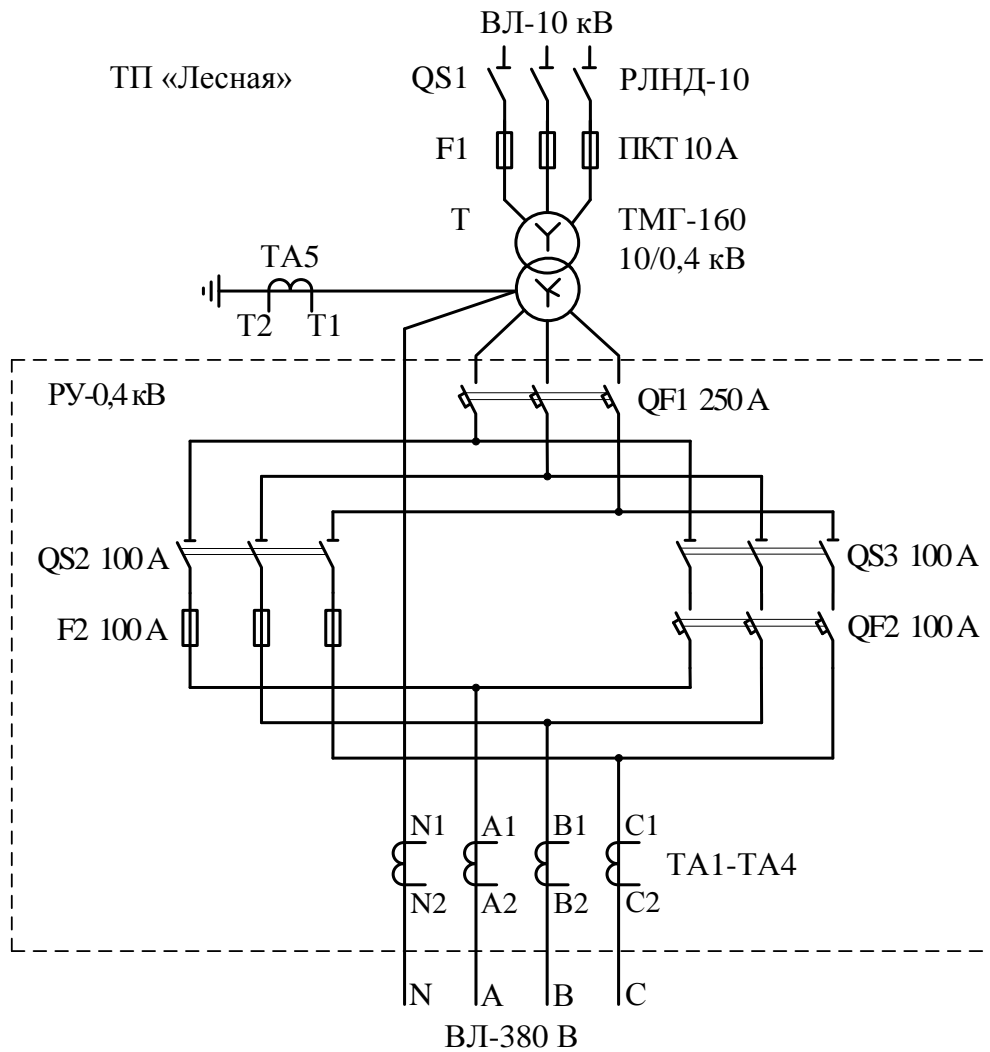 ВЛ-10 кВ
ТП «Лесная»
QS1
РЛНД-10
F1
ПКТ 10 А
Т
ТМГ-160
10/0,4 кВ
ТА5
Т2
Т1
РУ-0,4 кВ
QF1 250 А
QS2 100 А
QS3 100 А
F2 100 А
QF2 100 А
N1
A1
B1
C1
ТА1-ТА4
N2
A2
B2
C2
N
A
B
C
ВЛ-380 В